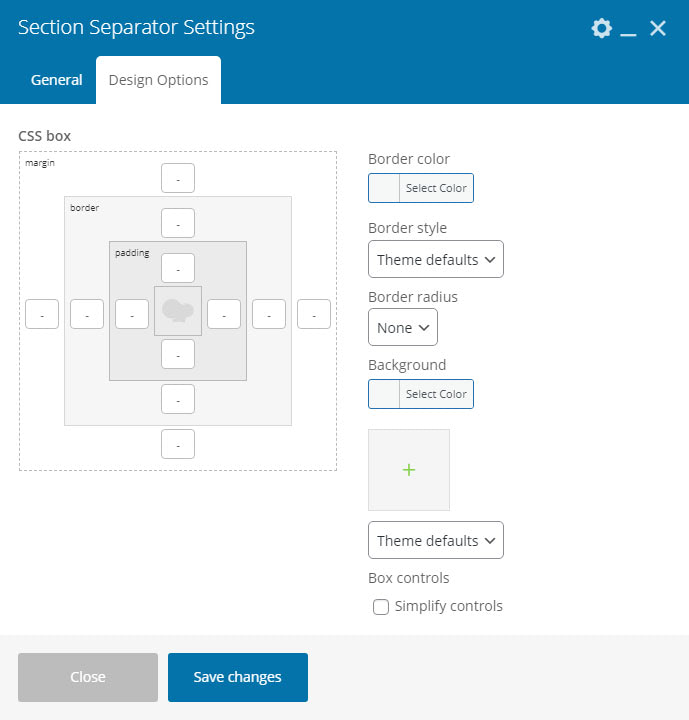 Section Separator Settings
General
Design Options
CSS box
margin
-
border
-
padding
-
- - - - - -
-
-
-
Border color
Select Color
Border style
Theme defaults
Border radius
None
Background
Select Color
+
Theme defaults
Box controls
Simplify controls
Close
Save changes